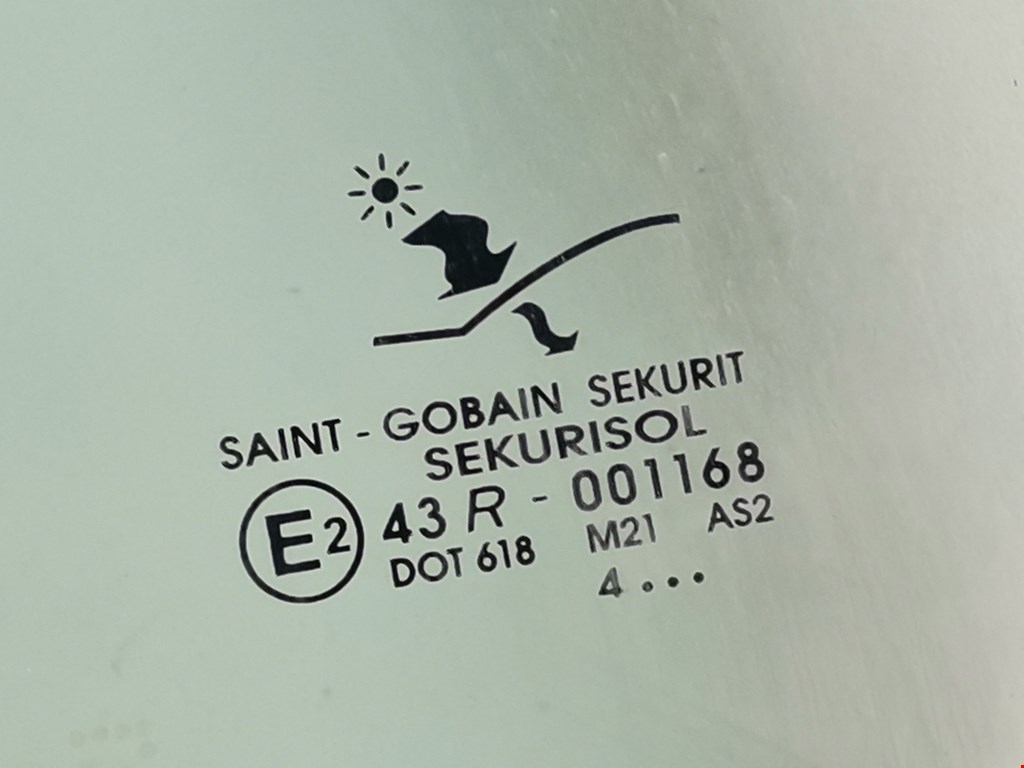 SAINT - GOBAIN SEKURIT
SEKURISOL
E2 43 R - 001168
DOT 618 M21 AS2
4 ....